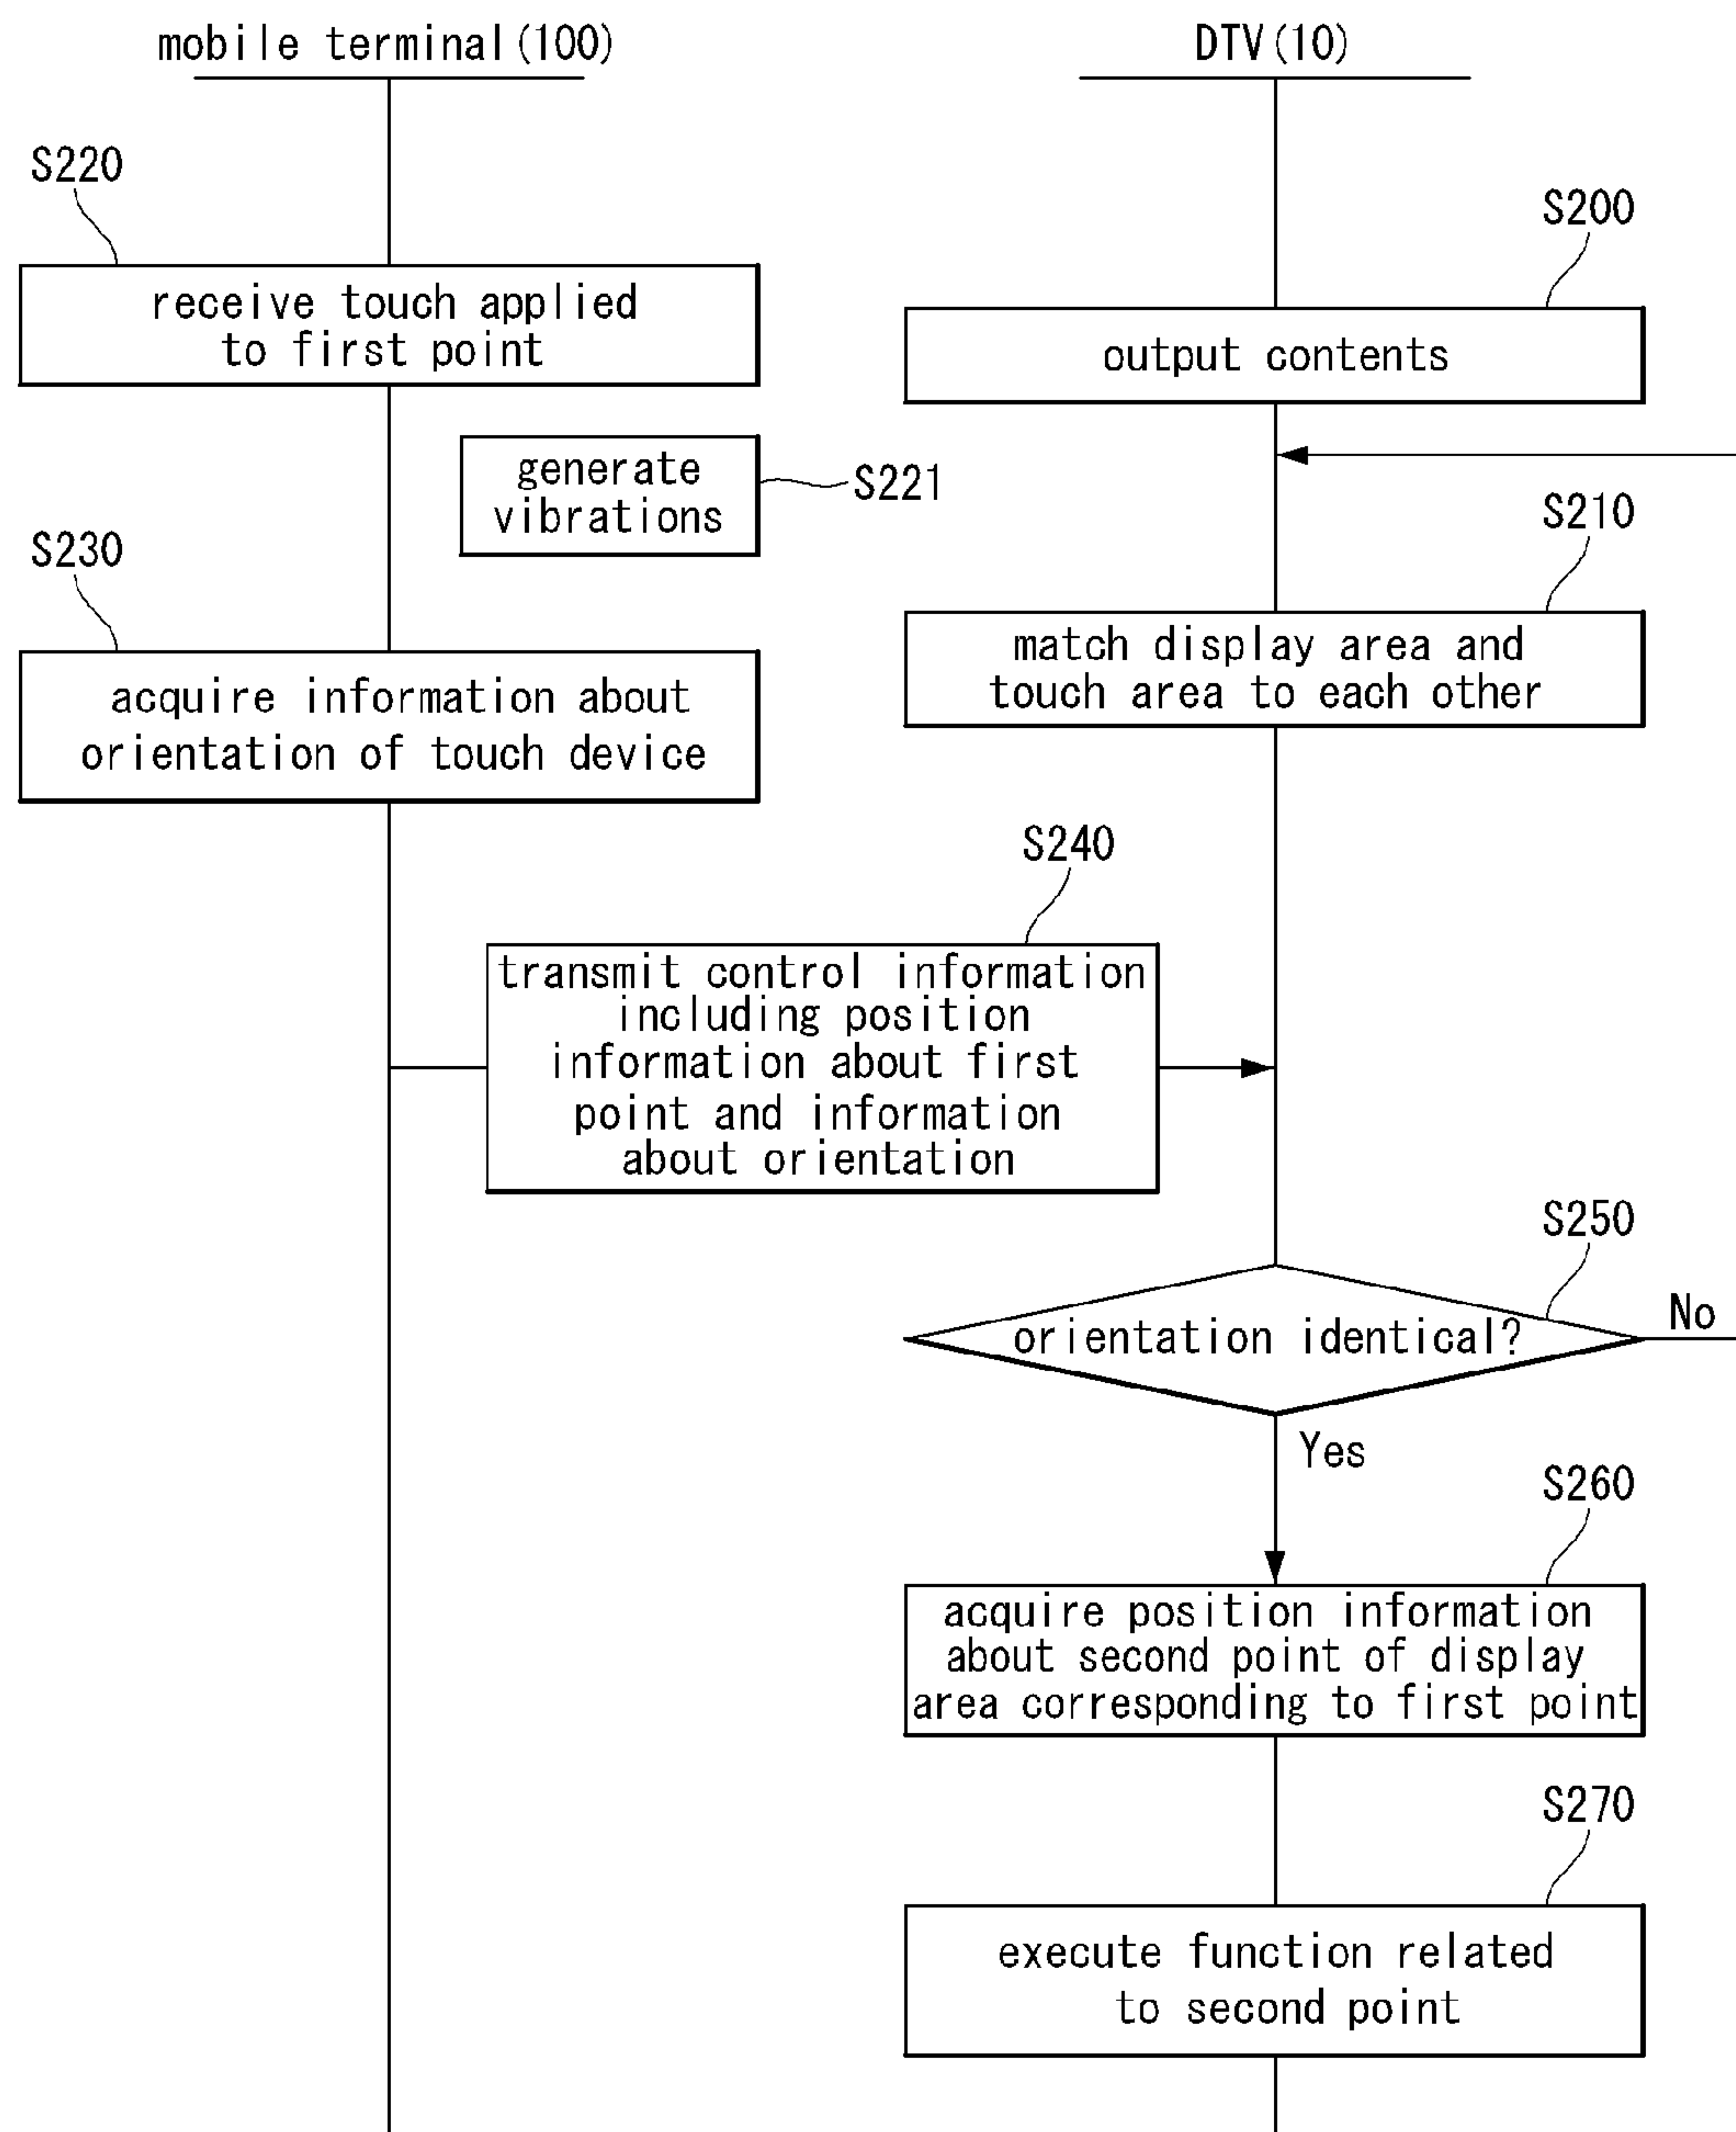 mobile terminal(100)
DTV(10)
S220
S200
receive touch applied
to first point
output contents
generate
vibrations
S221
S210
S230
match display area and
touch area to each other
acquire information about
orientation of touch device
S240
transmit control information
including position
information about first
point and information
about orientation
S250
orientation identical?
No
Yes
S260
acquire position information
about second point of display
area corresponding to first point
S270
execute function related
to second point